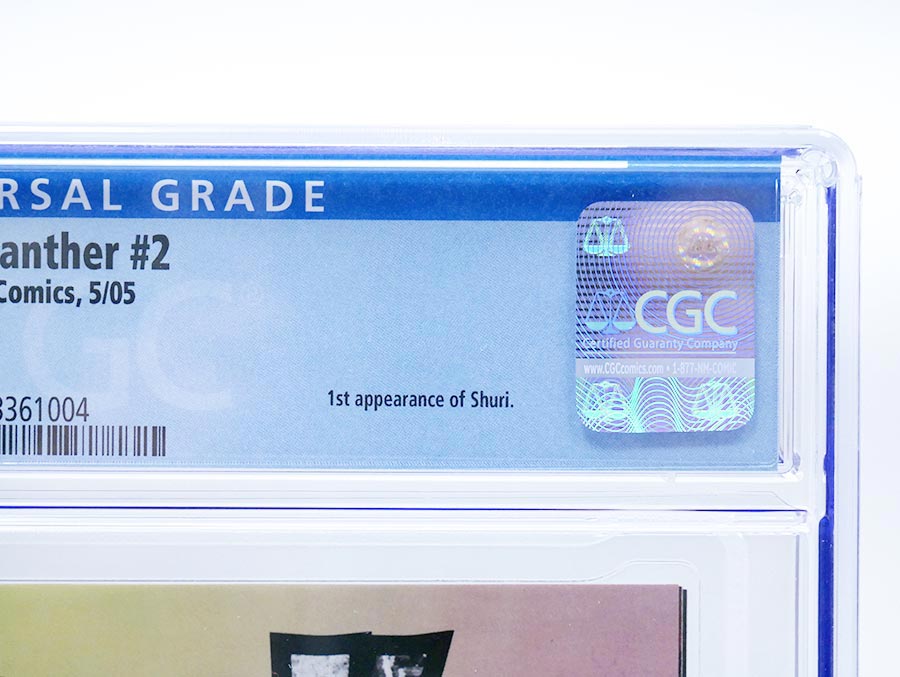 RSAL GRADE
anther #2
Comics, 5/05
3361004
1st appearance of Shuri.
CGC
Certified Guaranty Company
www.CGCcomics.com • 1-877-NM-COMIC
CGC